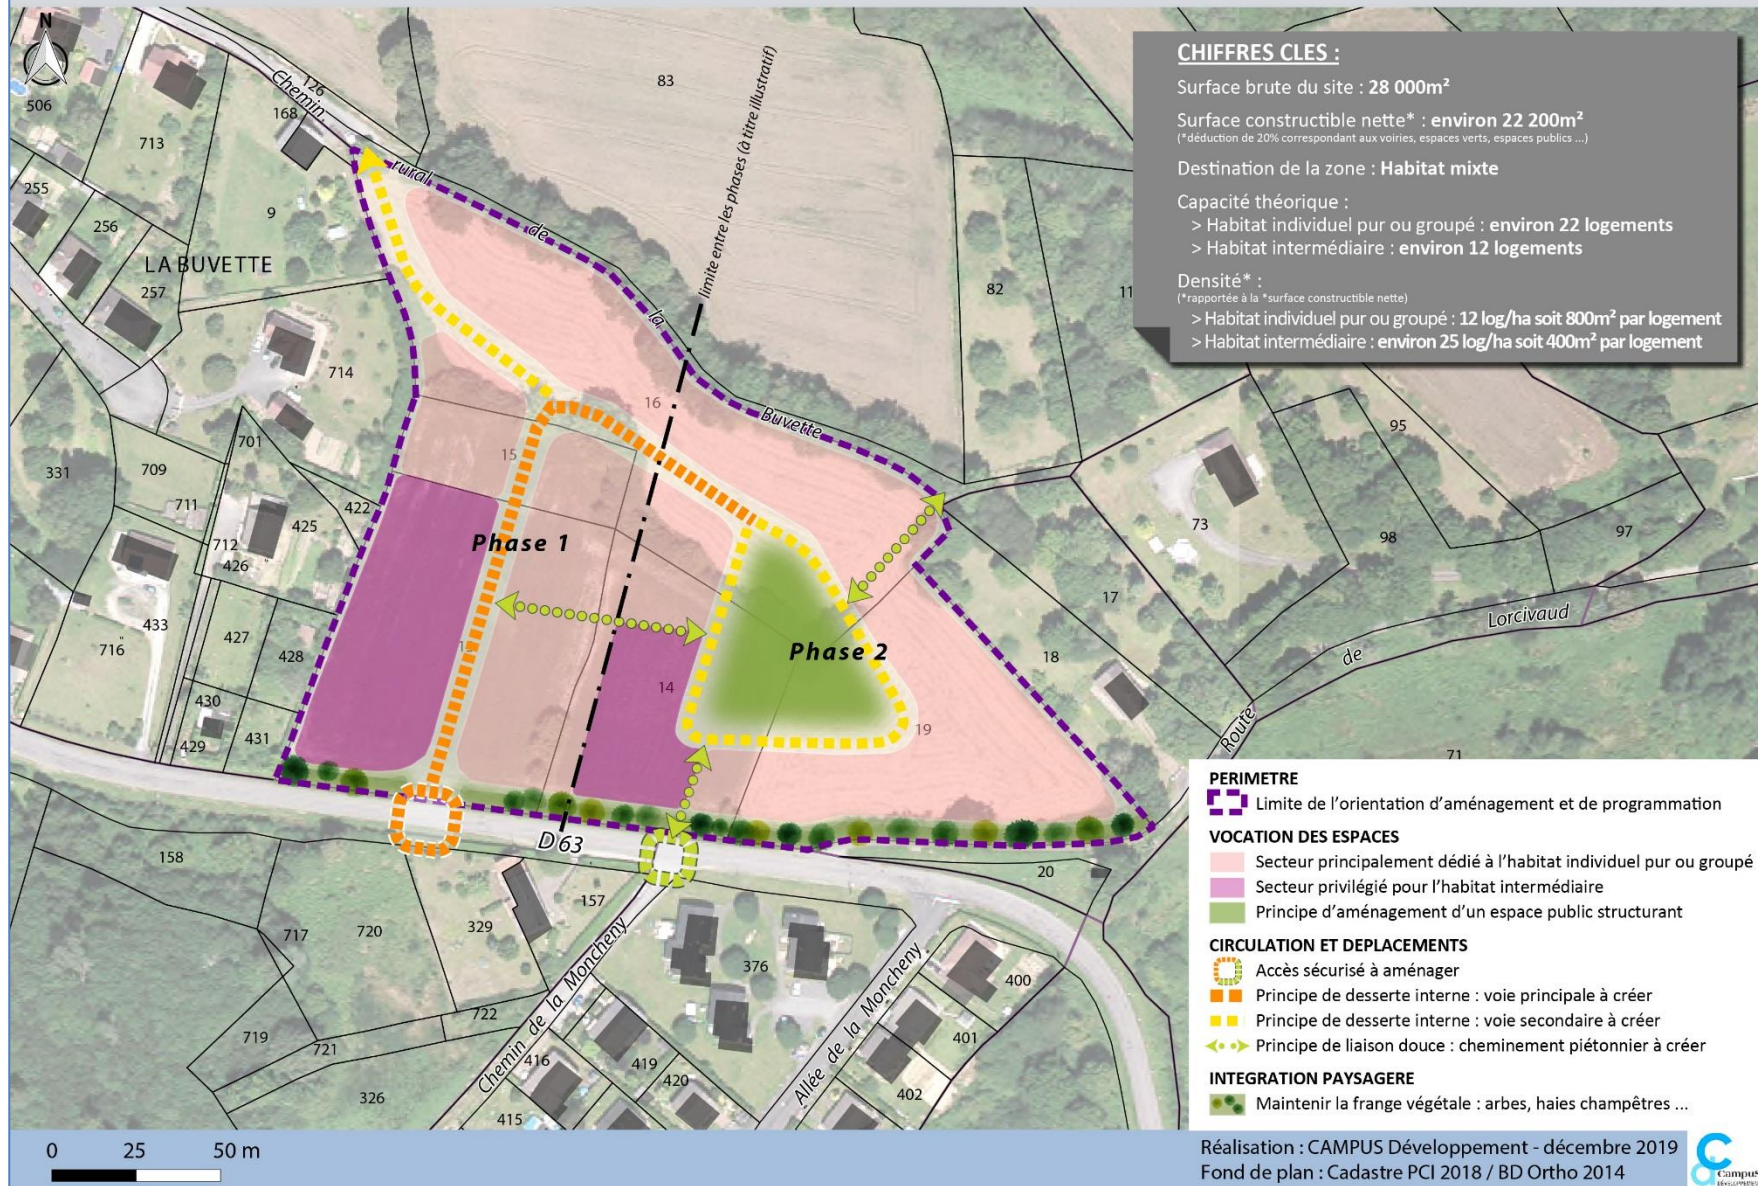 N
CHIFFRES CLES :
Surface brute du site : 28 000m²
Surface constructible nette* : environ 22 200m²
(*déduction de 20% correspondant aux voiries, espaces verts, espaces publics ...)
Destination de la zone : Habitat mixte
Capacité théorique :
> Habitat individuel pur ou groupé : environ 22 logements
> Habitat intermédiaire : environ 12 logements
Densité* :
(*rapportée à la *surface constructible nette)
> Habitat individuel pur ou groupé : 12 log/ha soit 800m² par logement
> Habitat intermédiaire : environ 25 log/ha soit 400m² par logement
506
713
126
168
Chemin rural de la Buvette
83
limite entre les phases (à titre illustratif)
255
256
9
LA BUVETTE
257
82
11
714
16
95
331
709
701
15
711
422
425
73
98
97
712
426
Phase 1
17
433
716
427
428
13
Phase 2
18
Route de Lorcivaud
14
430
429
431
19
71
D 63
158
20
157
329
717
720
376
400
Chemin de la Moncheny
Allée de la Moncheny
722
719
721
416
419
420
401
402
326
415
PERIMETRE
Limite de l'orientation d'aménagement et de programmation
VOCATION DES ESPACES
Secteur principalement dédié à l'habitat individuel pur ou groupé
Secteur privilégié pour l'habitat intermédiaire
Principe d'aménagement d'un espace public structurant
CIRCULATION ET DEPLACEMENTS
Accès sécurisé à aménager
Principe de desserte interne : voie principale à créer
Principe de desserte interne : voie secondaire à créer
Principe de liaison douce : cheminement piétonnier à créer
INTEGRATION PAYSAGERE
Maintenir la frange végétale : arbes, haies champêtres ...
0 25 50 m
Réalisation : CAMPUS Développement - décembre 2019
Fond de plan : Cadastre PCI 2018 / BD Ortho 2014
Campus
DÉVELOPPEMENT